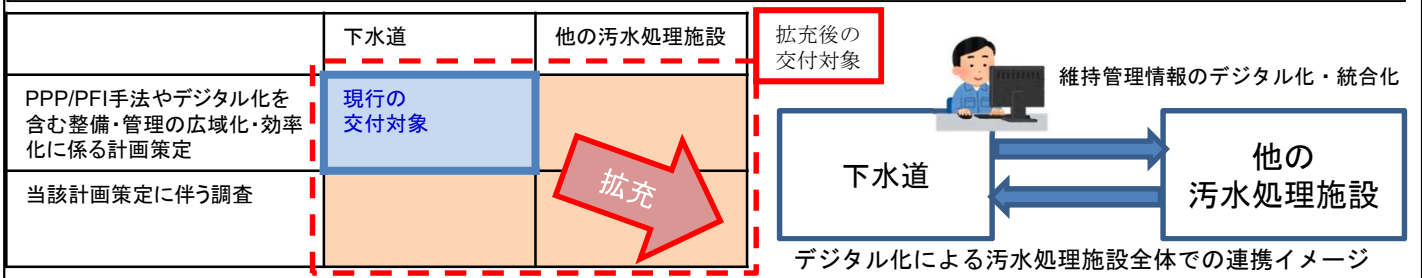 下水道
他の汚水処理施設
PPP/PFI手法やデジタル化を
含む整備・管理の広域化・効率
化に係る計画策定
現行の
交付対象
当該計画策定に伴う調査
拡充
拡充後の
交付対象
維持管理情報のデジタル化・統合化
下水道
他の
汚水処理施設
デジタル化による汚水処理施設全体での連携イメージ